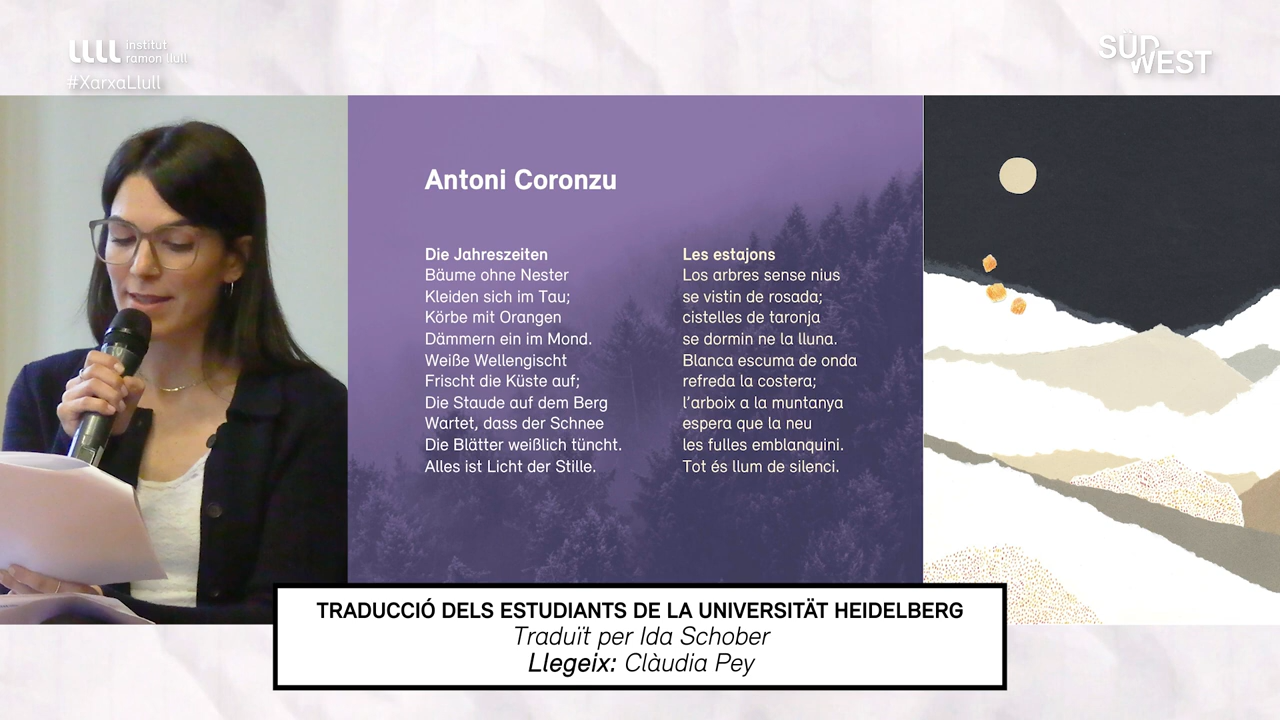 LLLL institut
ramon llull
#XarxaLlull
SÜD
WEST
Antoni Coronzu
Die Jahreszeiten
Bäume ohne Nester
Kleiden sich im Tau;
Körbe mit Orangen
Dämmern ein im Mond.
Weiße Wellengischt
Frischt die Küste auf;
Die Staude auf dem Berg
Wartet, dass der Schnee
Die Blätter weißlich tüncht.
Alles ist Licht der Stille.
Les estajons
Los arbres sense nius
se vistin de rosada;
cistelles de taronja
se dormin ne la lluna.
Blanca escuma de onda
refreda la costera;
l'arboix a la muntanya
espera que la neu
les fulles emblanquini.
Tot és llum de silenci.
TRADUCCIÓ DELS ESTUDIANTS DE LA UNIVERSITÄT HEIDELBERG
Traduït per Ida Schober
Llegeix: Clàudia Pey